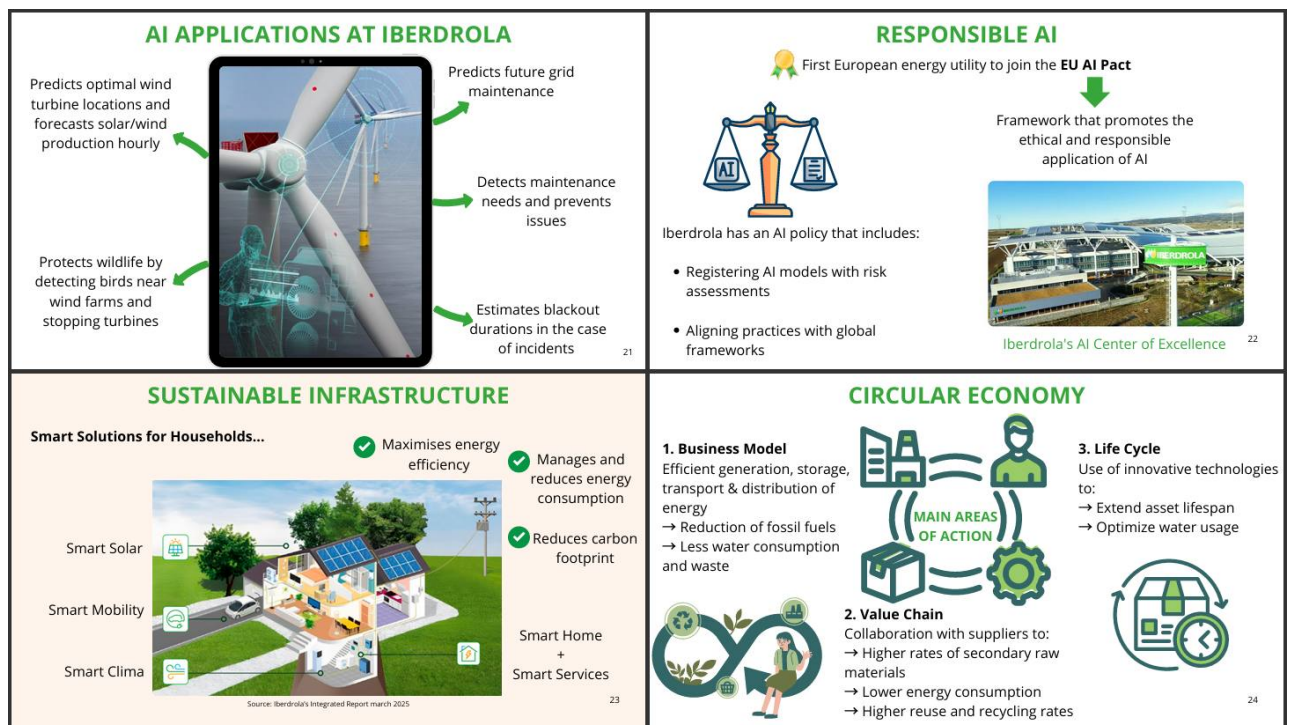 AI APPLICATIONS AT IBERDROLA
Predicts optimal wind
turbine locations and
forecasts solar/wind
production hourly
Protects wildlife by
detecting birds near
wind farms and
stopping turbines
Predicts future grid
maintenance
Detects maintenance
needs and prevents
issues
Estimates blackout
durations in the case
of incidents
21
RESPONSIBLE AI
First European energy utility to join the EU AI Pact
Framework that promotes the
ethical and responsible
application of AI
AI
Iberdrola has an AI policy that includes:
• Registering AI models with risk
assessments
• Aligning practices with global
frameworks
IBERDROLA
Iberdrola's AI Center of Excellence
22
SUSTAINABLE INFRASTRUCTURE
Smart Solutions for Households...
Maximises energy
efficiency
Manages and
reduces energy
consumption
Reduces carbon
footprint
Smart Solar
Smart Mobility
Smart Clima
Smart Home
+
Smart Services
Source: Iberdrola's Integrated Report march 2025
23
CIRCULAR ECONOMY
1. Business Model
Efficient generation, storage,
transport & distribution of
energy
→ Reduction of fossil fuels
→ Less water consumption
and waste
MAIN AREAS
OF ACTION
2. Value Chain
Collaboration with suppliers to:
→ Higher rates of secondary raw
materials
→ Lower energy consumption
→ Higher reuse and recycling rates
3. Life Cycle
Use of innovative technologies
to:
→ Extend asset lifespan
→ Optimize water usage
24